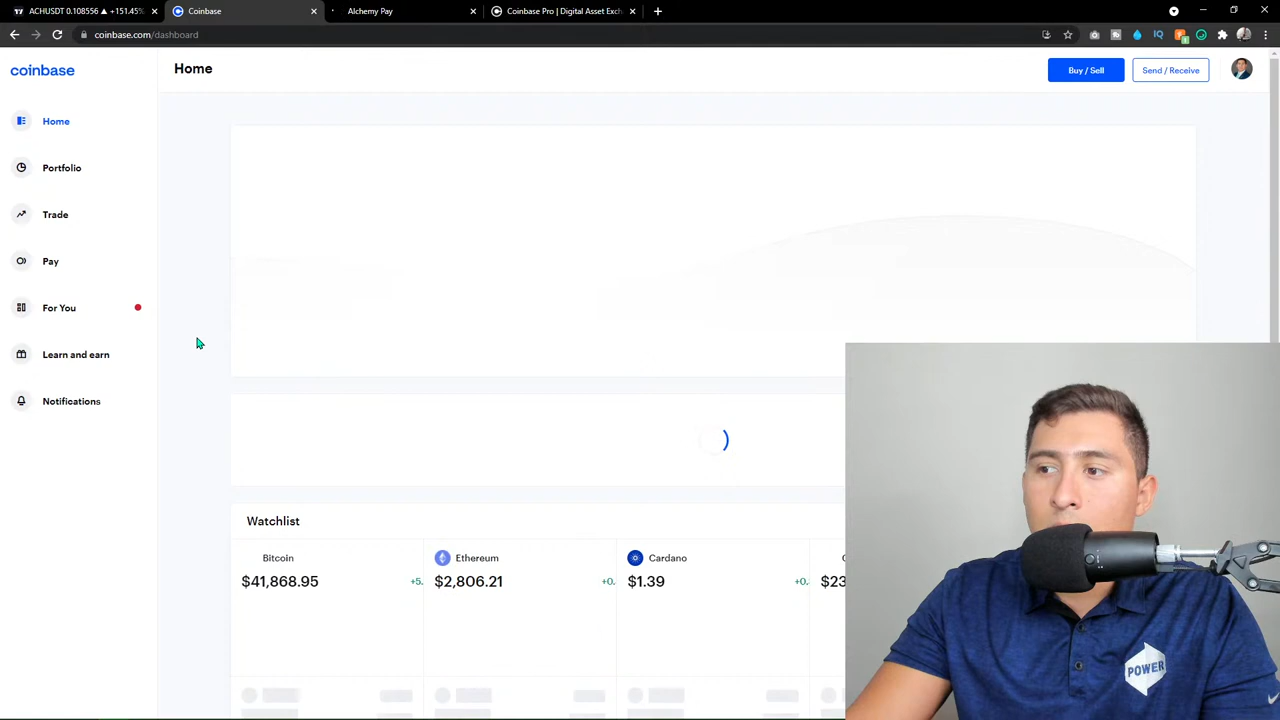 ACHUSDT 0.108556 ▲ +151.45%
Coinbase
Alchemy Pay
Coinbase Pro | Digital Asset Exch
coinbase.com/dashboard
coinbase
Home
Buy / Sell
Send / Receive
Home
Portfolio
Trade
Pay
For You
Learn and earn
Notifications
Watchlist
Bitcoin
Ethereum
Cardano
$41,868.95
+5.
$2,806.21
+0.
$1.39
+0.
$23
POWER